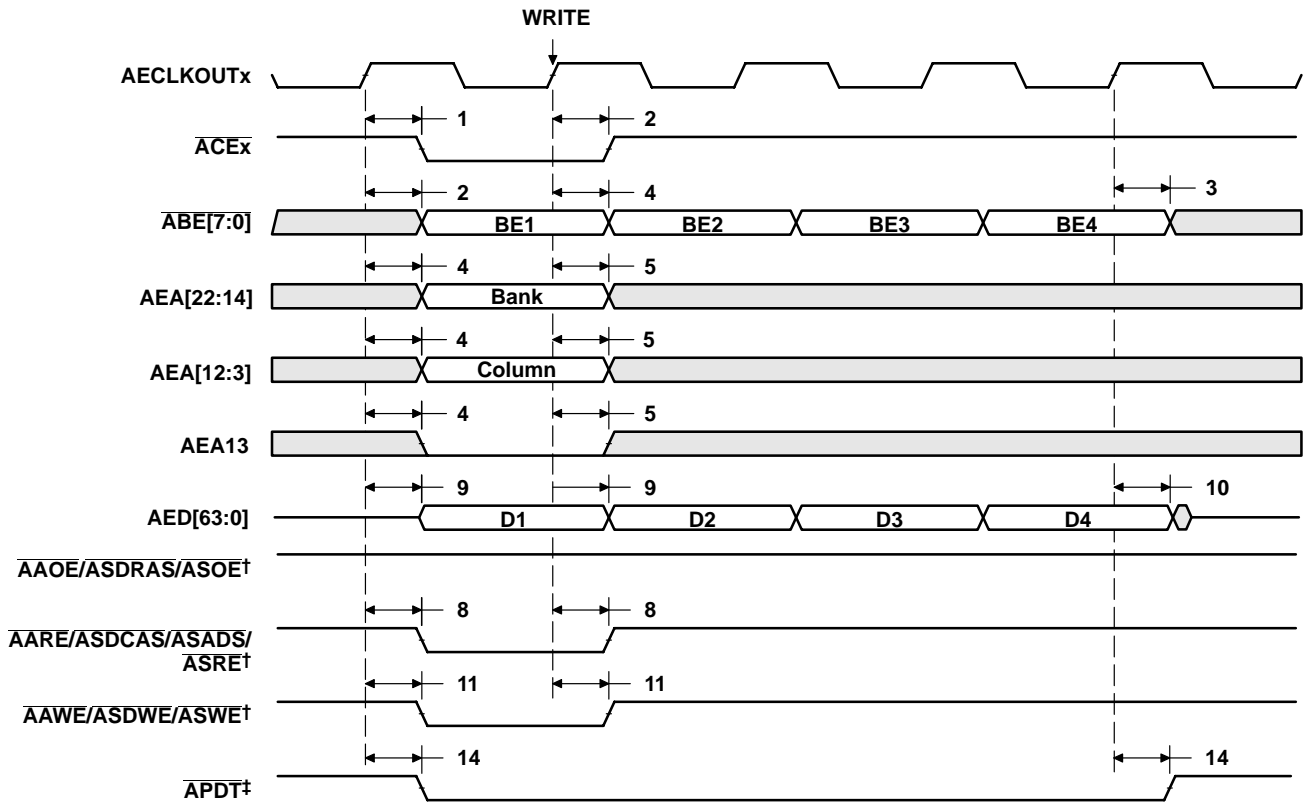 WRITE
AECLKOUTx
1 2
ACEx
2 4 3
ABE[7:0] BE1 BE2 BE3 BE4
4 5
AEA[22:14] Bank
4 5
AEA[12:3] Column
4 5
AEA13
9 9 10
AED[63:0] D1 D2 D3 D4
AAOE/ASDRAS/ASOE†
8 8
AARE/ASDCAS/ASADS/
ASRE†
11 11
AAWE/ASDWE/ASWE†
14 14
APDT‡